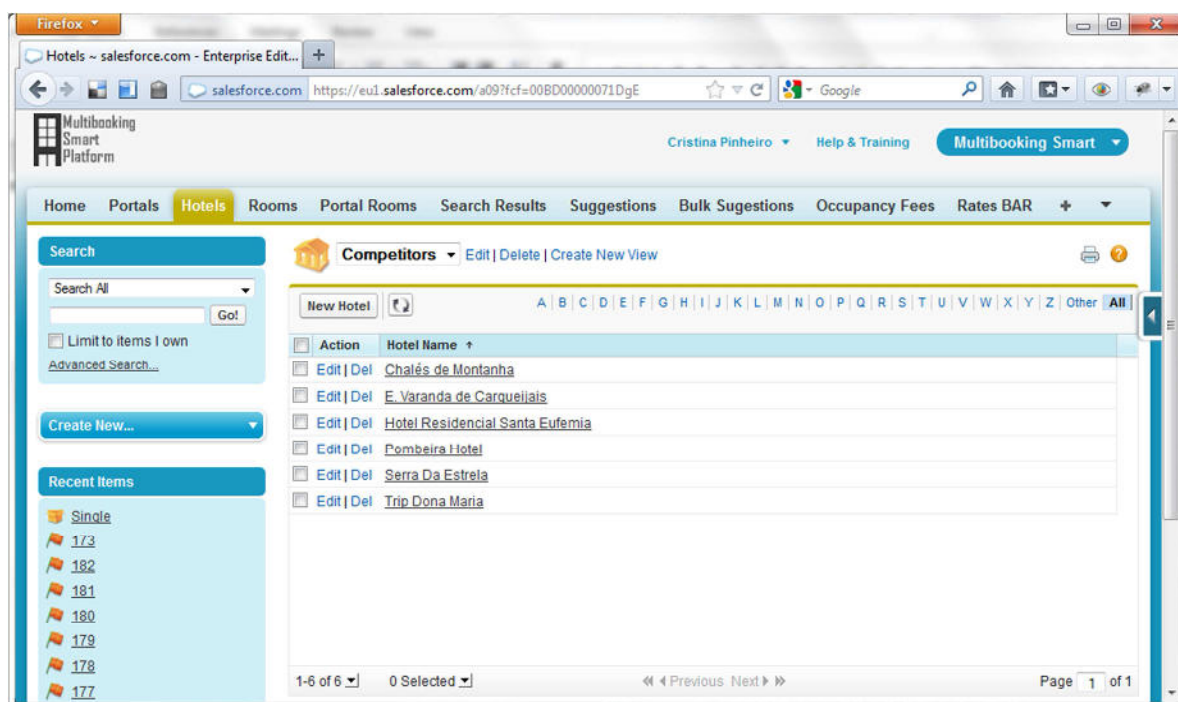 Firefox
Hotels ~ salesforce.com - Enterprise Edit... +
salesforce.com https://eu1.salesforce.com/a09?fcf=00BD00000071DgE Google
Multibooking
Smart
Platform
Cristina Pinheiro Help & Training Multibooking Smart
Home Portals Hotels Rooms Portal Rooms Search Results Suggestions Bulk Sugestions Occupancy Fees Rates BAR +
Search
Competitors Edit | Delete | Create New View
Search All
Go!
New Hotel A | B | C | D | E | F | G | H | I | J | K | L | M | N | O | P | Q | R | S | T | U | V | W | X | Y | Z | Other All
Limit to items I own
Advanced Search...
Action Hotel Name
Edit | Del Chalés de Montanha
Edit | Del E. Varanda de Carqueijais
Edit | Del Hotel Residencial Santa Eufemia
Edit | Del Pombeira Hotel
Edit | Del Serra Da Estrela
Edit | Del Trip Dona Maria
Create New...
Recent Items
Single
173
182
181
180
179
178
177
1-6 of 6 0 Selected Previous Next Page 1 of 1